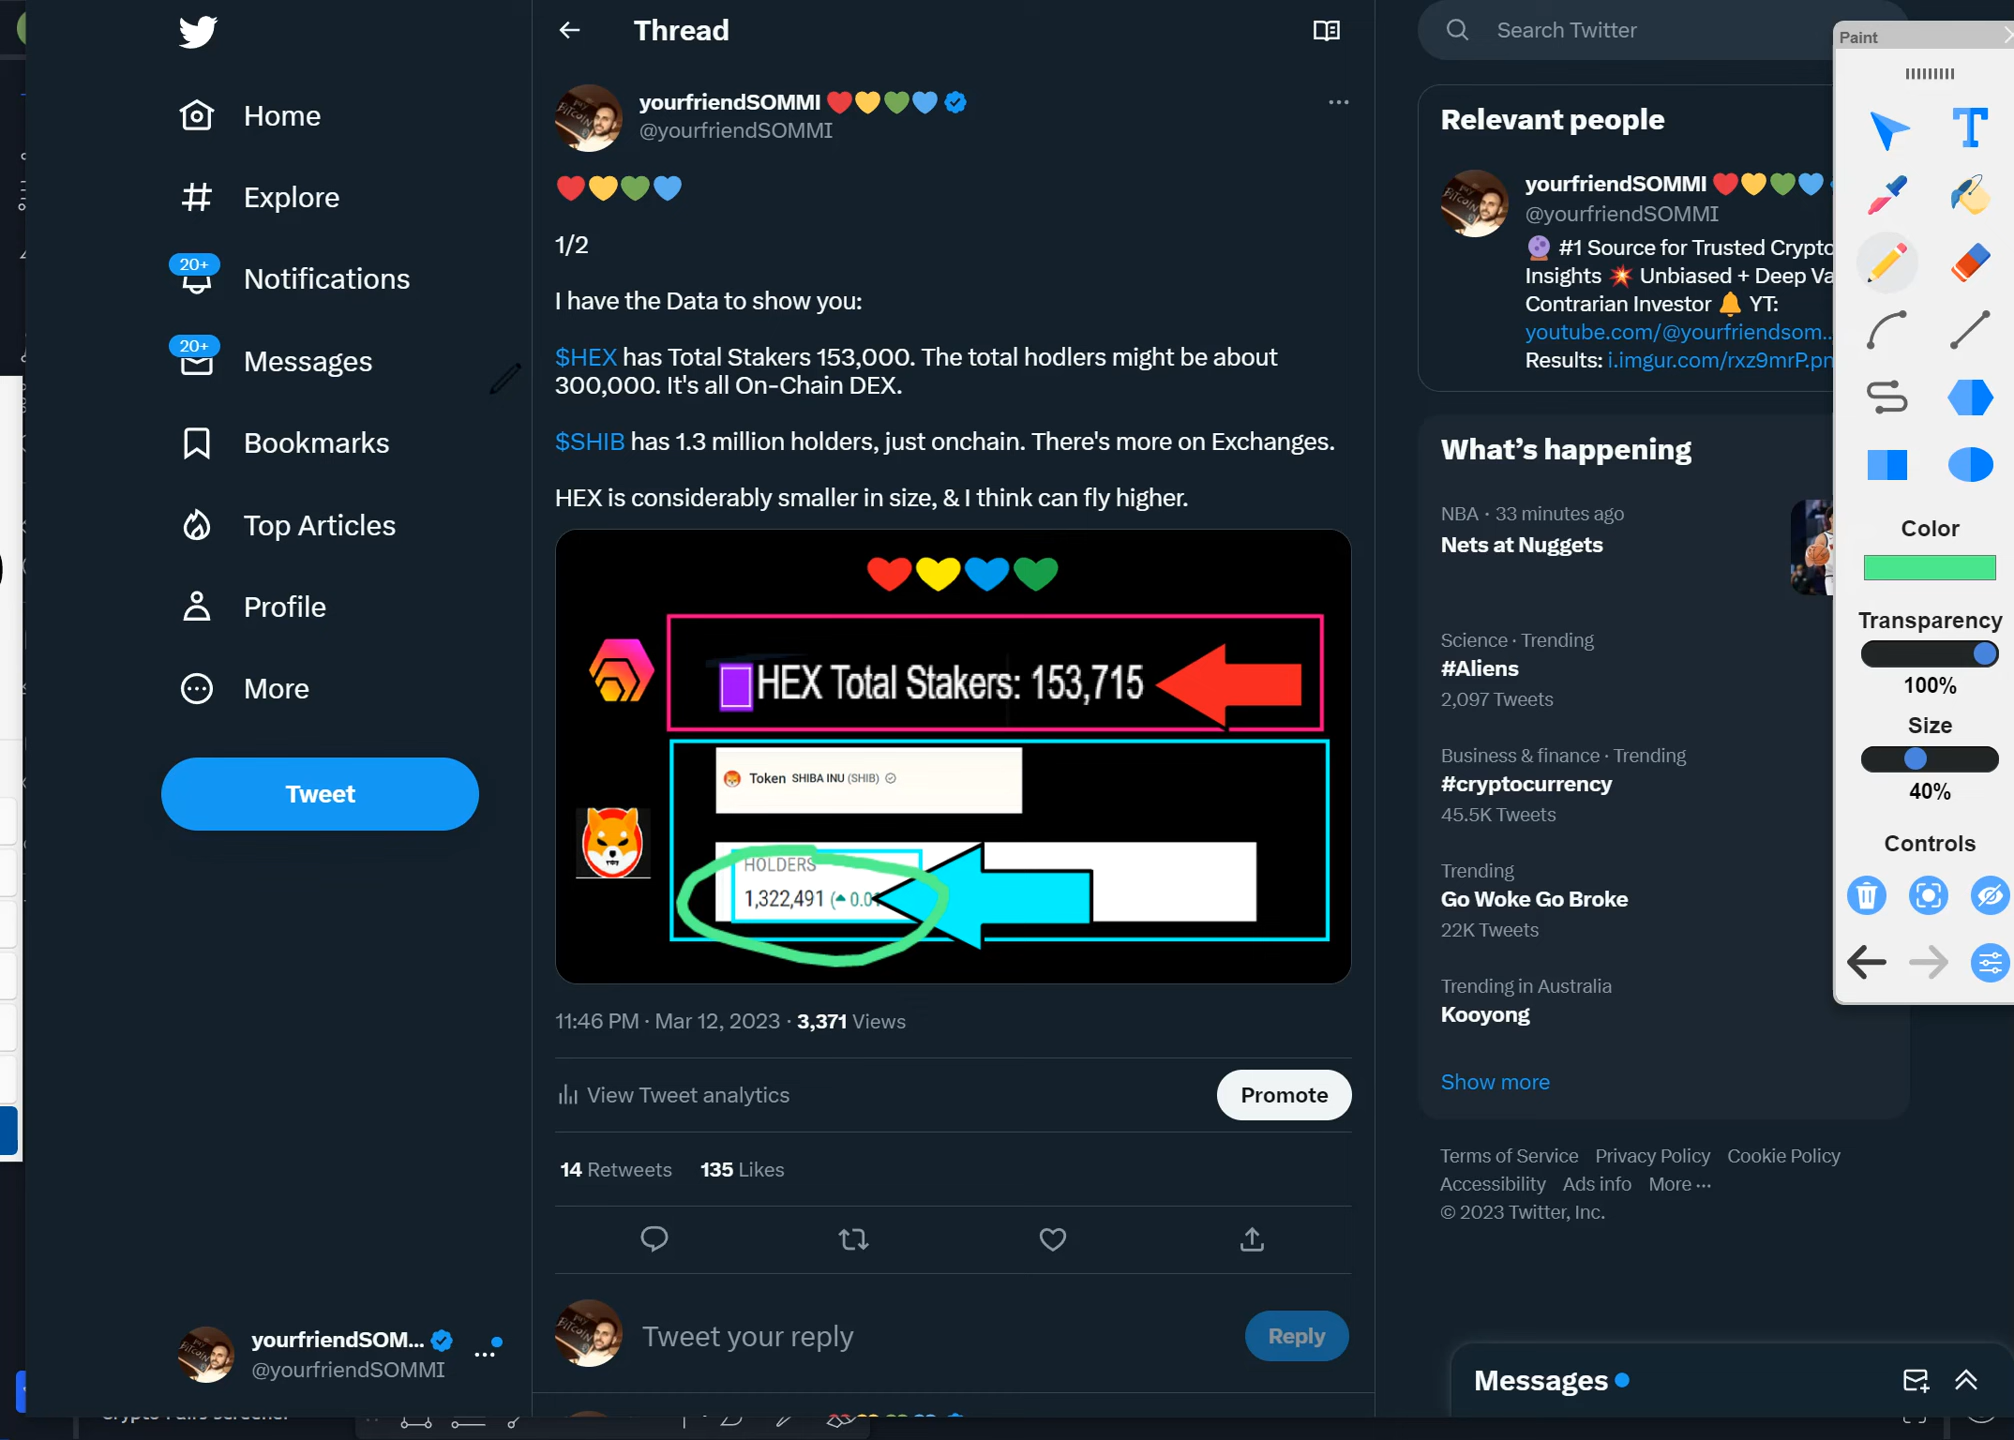 Home
Explore
20+
Notifications
20+
Messages
Bookmarks
Top Articles
Profile
More
Tweet
yourfriendSOM...
@yourfriendSOMMI
Thread
yourfriendSOMMI
@yourfriendSOMMI
1/2
I have the Data to show you:
$HEX has Total Stakers 153,000. The total hodlers might be about
300,000. It's all On-Chain DEX.
$SHIB has 1.3 million holders, just onchain. There's more on Exchanges.
HEX is considerably smaller in size, & I think can fly higher.
HEX Total Stakers: 153,715
Token SHIBA INU (SHIB)
HOLDERS
1,322,491 (
11:46 PM · Mar 12, 2023 · 3,371 Views
View Tweet analytics
Promote
14 Retweets 135 Likes
Tweet your reply
Reply
Search Twitter
Relevant people
yourfriendSOMMI
@yourfriendSOMMI
#1 Source for Trusted Crypto
Insights Unbiased + Deep Va
Contrarian Investor YT:
youtube.com/@yourfriendsom...
Results: i.imgur.com/rxz9mrP.pn
What's happening
NBA · 33 minutes ago
Nets at Nuggets
Science · Trending
#Aliens
2,097 Tweets
Business & finance · Trending
#cryptocurrency
45.5K Tweets
Trending
Go Woke Go Broke
22K Tweets
Trending in Australia
Kooyong
Show more
Terms of Service Privacy Policy Cookie Policy
Accessibility Ads info More ...
© 2023 Twitter, Inc.
Messages
Paint
Color
Transparency
100%
Size
40%
Controls